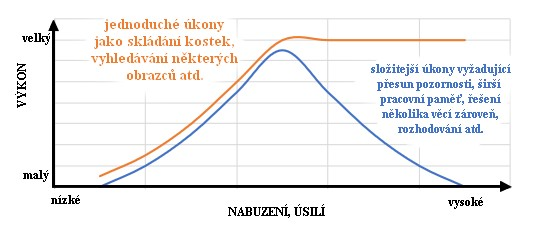 jednoduché úkony
jako skládání kostek,
vyhledávání některých
obrazců atd.
velký
složitejší úkony vyžadující
přesun pozornosti, širší
pracovní paměť, řešení
několika věcí zároveň,
rozhodování atd.
VÝKON
malý
nízké
NABUZENÍ, ÚSILÍ
vysoké